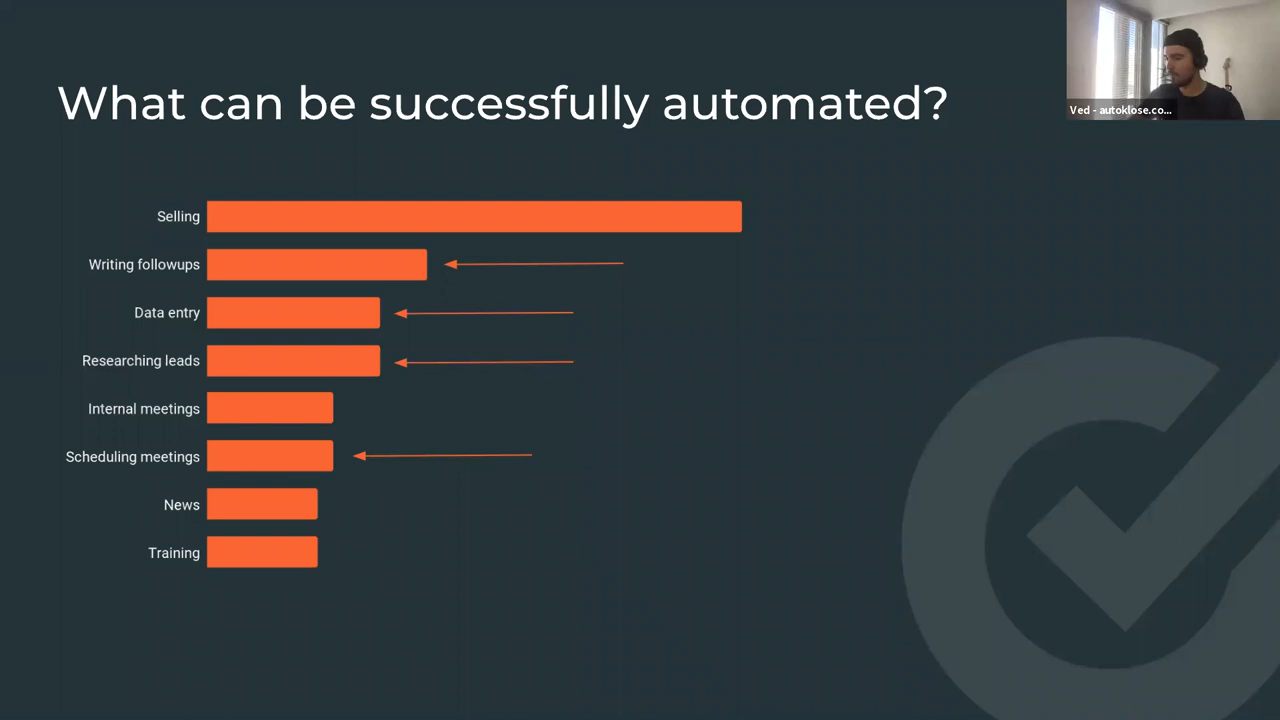 What can be successfully automated?
Ved - autoklose.co...
Selling
Writing followups
Data entry
Researching leads
Internal meetings
Scheduling meetings
News
Training